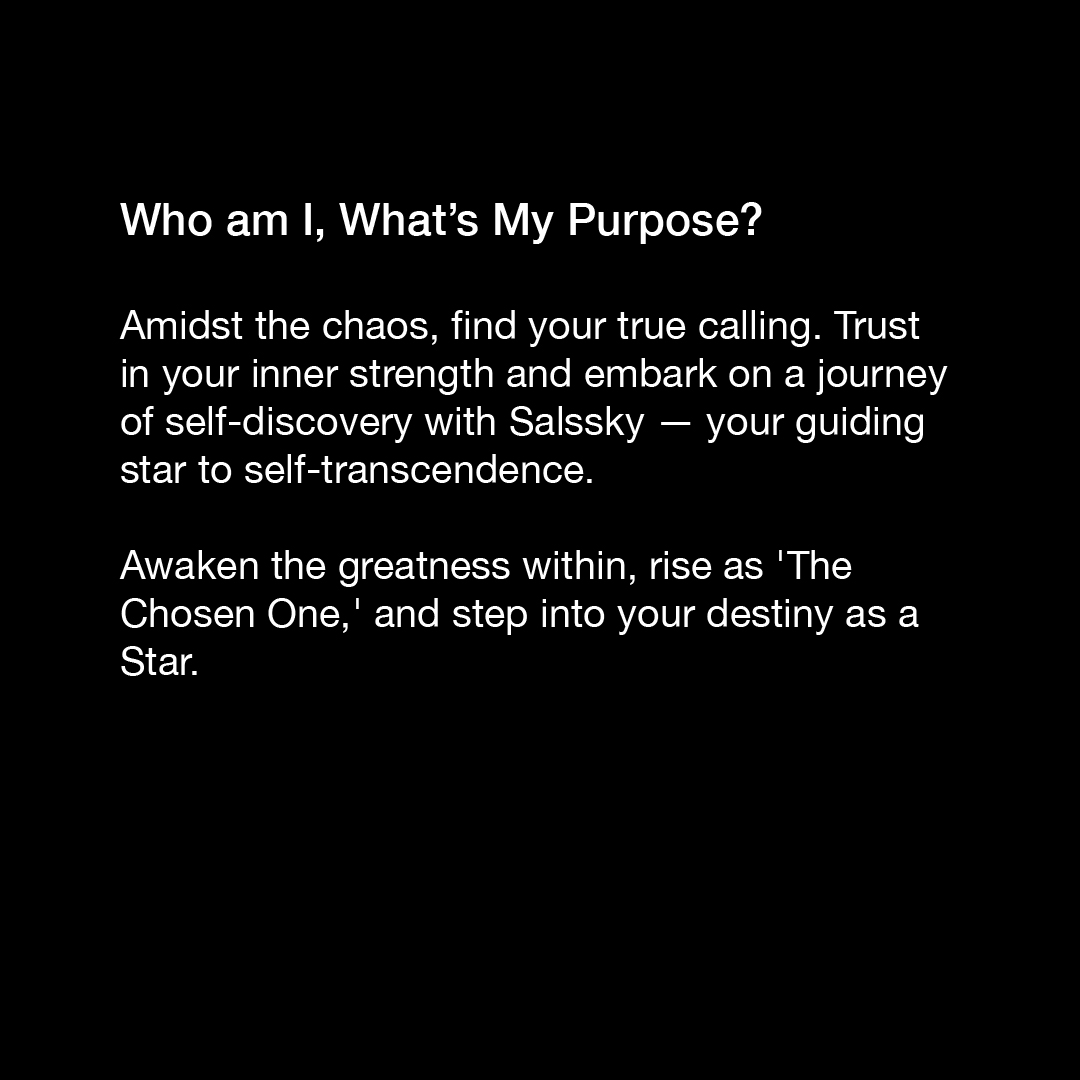 Who am I, What’s My Purpose?
Amidst the chaos, find your true calling. Trust
in your inner strength and embark on a journey
of self-discovery with Salssky — your guiding
star to self-transcendence.
Awaken the greatness within, rise as 'The
Chosen One,' and step into your destiny as a
Star.